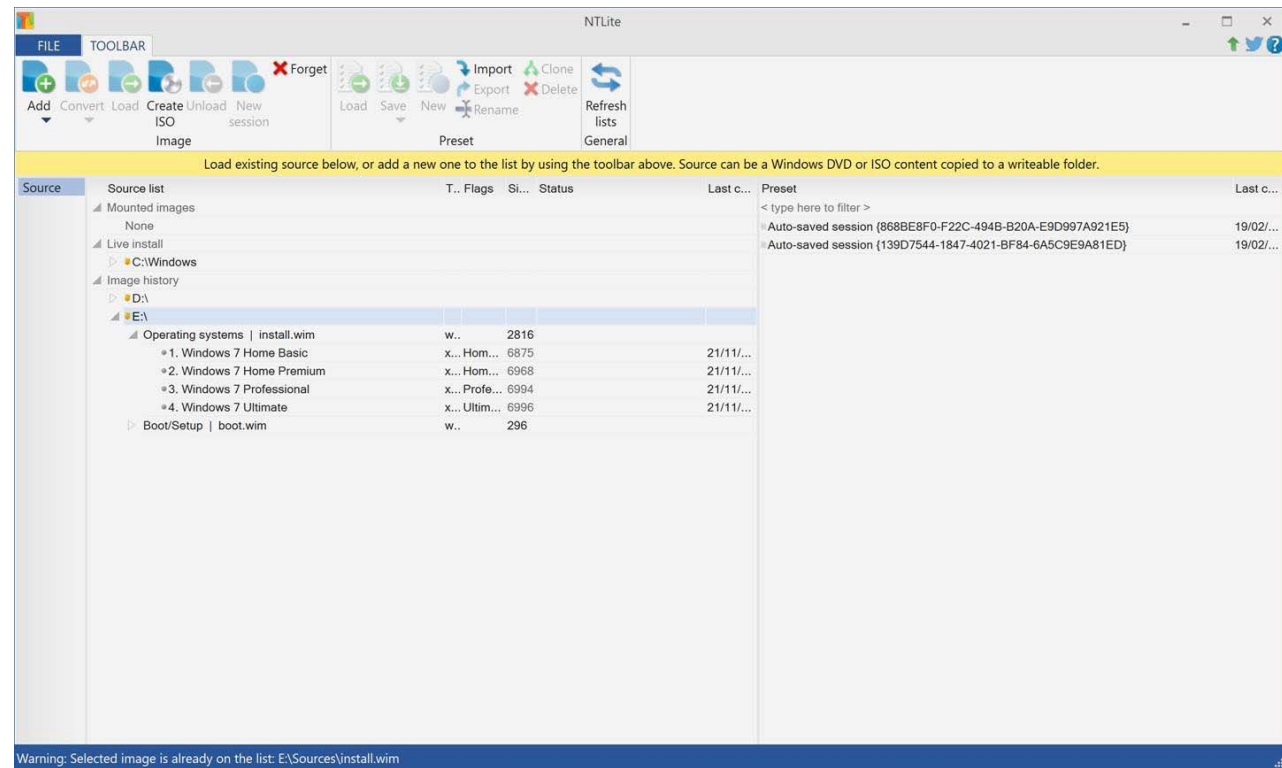 NTLite
FILE TOOLBAR
Forget Import Clone
Export Delete
Add Convert Load Create ISO Unload New session Load Save New Rename Refresh lists
Image Preset General
Load existing source below, or add a new one to the list by using the toolbar above. Source can be a Windows DVD or ISO content copied to a writeable folder.
Source Source list T.. Flags Si... Status Last c... Preset Last c...
Mounted images < type here to filter >
None Auto-saved session {868BE8F0-F22C-494B-B20A-E9D997A921E5} 19/02/...
Live install Auto-saved session {139D7544-1847-4021-BF84-6A5C9E9A81ED} 19/02/...
C:\Windows
Image history
D:\
E:\
Operating systems | install.wim w.. 2816
1. Windows 7 Home Basic x... Hom... 6875 21/11/...
2. Windows 7 Home Premium x... Hom... 6968 21/11/...
3. Windows 7 Professional x... Profe... 6994 21/11/...
4. Windows 7 Ultimate x... Ultim... 6996 21/11/...
Boot/Setup | boot.wim w.. 296
Warning: Selected image is already on the list: E:\Sources\install.wim